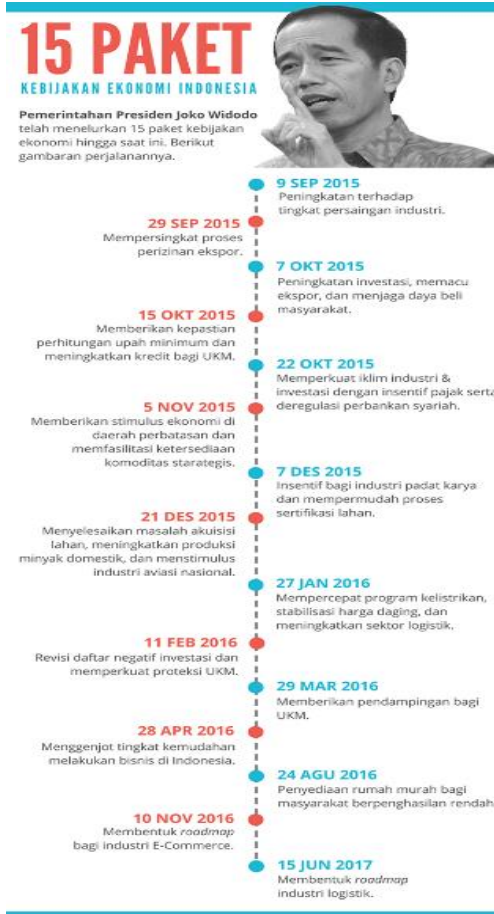 15 PAKET
KEBIJAKAN EKONOMI INDONESIA
Pemerintahan Presiden Joko Widodo
telah menelurkan 15 paket kebijakan
ekonomi hingga saat ini. Berikut
gambaran perjalanannya.
9 SEP 2015
Peningkatan terhadap
tingkat persaingan industri.
29 SEP 2015
Mempersingkat proses
perizinan ekspor.
7 OKT 2015
Peningkatan investasi, memacu
ekspor, dan menjaga daya beli
masyarakat.
15 OKT 2015
Memberikan kepastian
perhitungan upah minimum dan
meningkatkan kredit bagi UKM.
22 OKT 2015
Memperkuat iklim industri &
investasi dengan insentif pajak serta
deregulasi perbankan syariah.
5 NOV 2015
Memberikan stimulus ekonomi di
daerah perbatasan dan
memfasilitasi ketersediaan
komoditas starategis.
7 DES 2015
Insentif bagi industri padat karya
dan mempermudah proses
sertifikasi lahan.
21 DES 2015
Menyelesaikan masalah akuisisi
lahan, meningkatkan produksi
minyak domestik, dan menstimulus
industri aviasi nasional.
27 JAN 2016
Mempercepat program kelistrikan,
stabilisasi harga daging, dan
meningkatkan sektor logistik.
11 FEB 2016
Revisi daftar negatif investasi dan
memperkuat proteksi UKM.
29 MAR 2016
Memberikan pendampingan bagi
UKM.
28 APR 2016
Menggenjot tingkat kemudahan
melakukan bisnis di Indonesia.
24 AGU 2016
Penyediaan rumah murah bagi
masyarakat berpenghasilan rendah
10 NOV 2016
Membentuk roadmap
bagi industri E-Commerce.
15 JUN 2017
Membentuk roadmap
industri logistik.